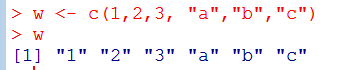 > w <- c(1,2,3, "a","b","c")
> w
[1] "1" "2" "3" "a" "b" "c"